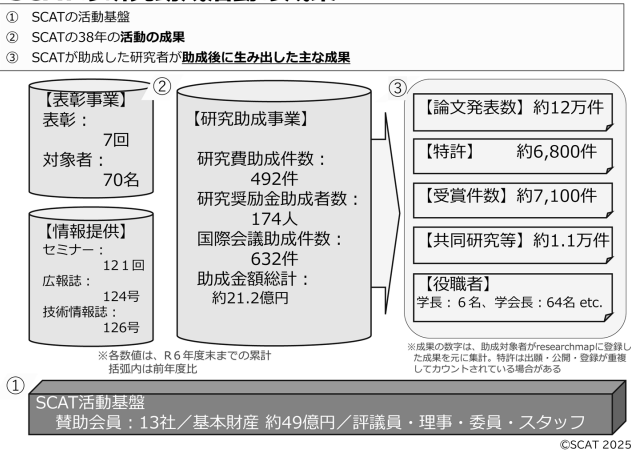 ① SCATの活動基盤
② SCATの38年の活動の成果
③ SCATが助成した研究者が助成後に生み出した主な成果
【表彰事業】
表彰：
7回
対象者：
70名
【情報提供】
セミナー：
１２１回
広報誌：
124号
技術情報誌：
126号
②
【研究助成事業】
研究費助成件数：
492件
研究奨励金助成者数：
174人
国際会議助成件数：
632件
助成金額総計：
約21.2億円
③
【論文発表数】約12万件
【特許】 約6,800件
【受賞件数】約7,100件
【共同研究等】約1.1万件
【役職者】
学長：６名、学会長：64名 etc.
※各数値は、R６年度末までの累計
括弧内は前年度比
※成果の数字は、助成対象者がresearchmapに登録し
た成果を元に集計。特許は出願・公開・登録が重複
してカウントされている場合がある
①
SCAT活動基盤
賛助会員：13社／基本財産 約49億円／評議員・理事・委員・スタッフ
©SCAT 2025